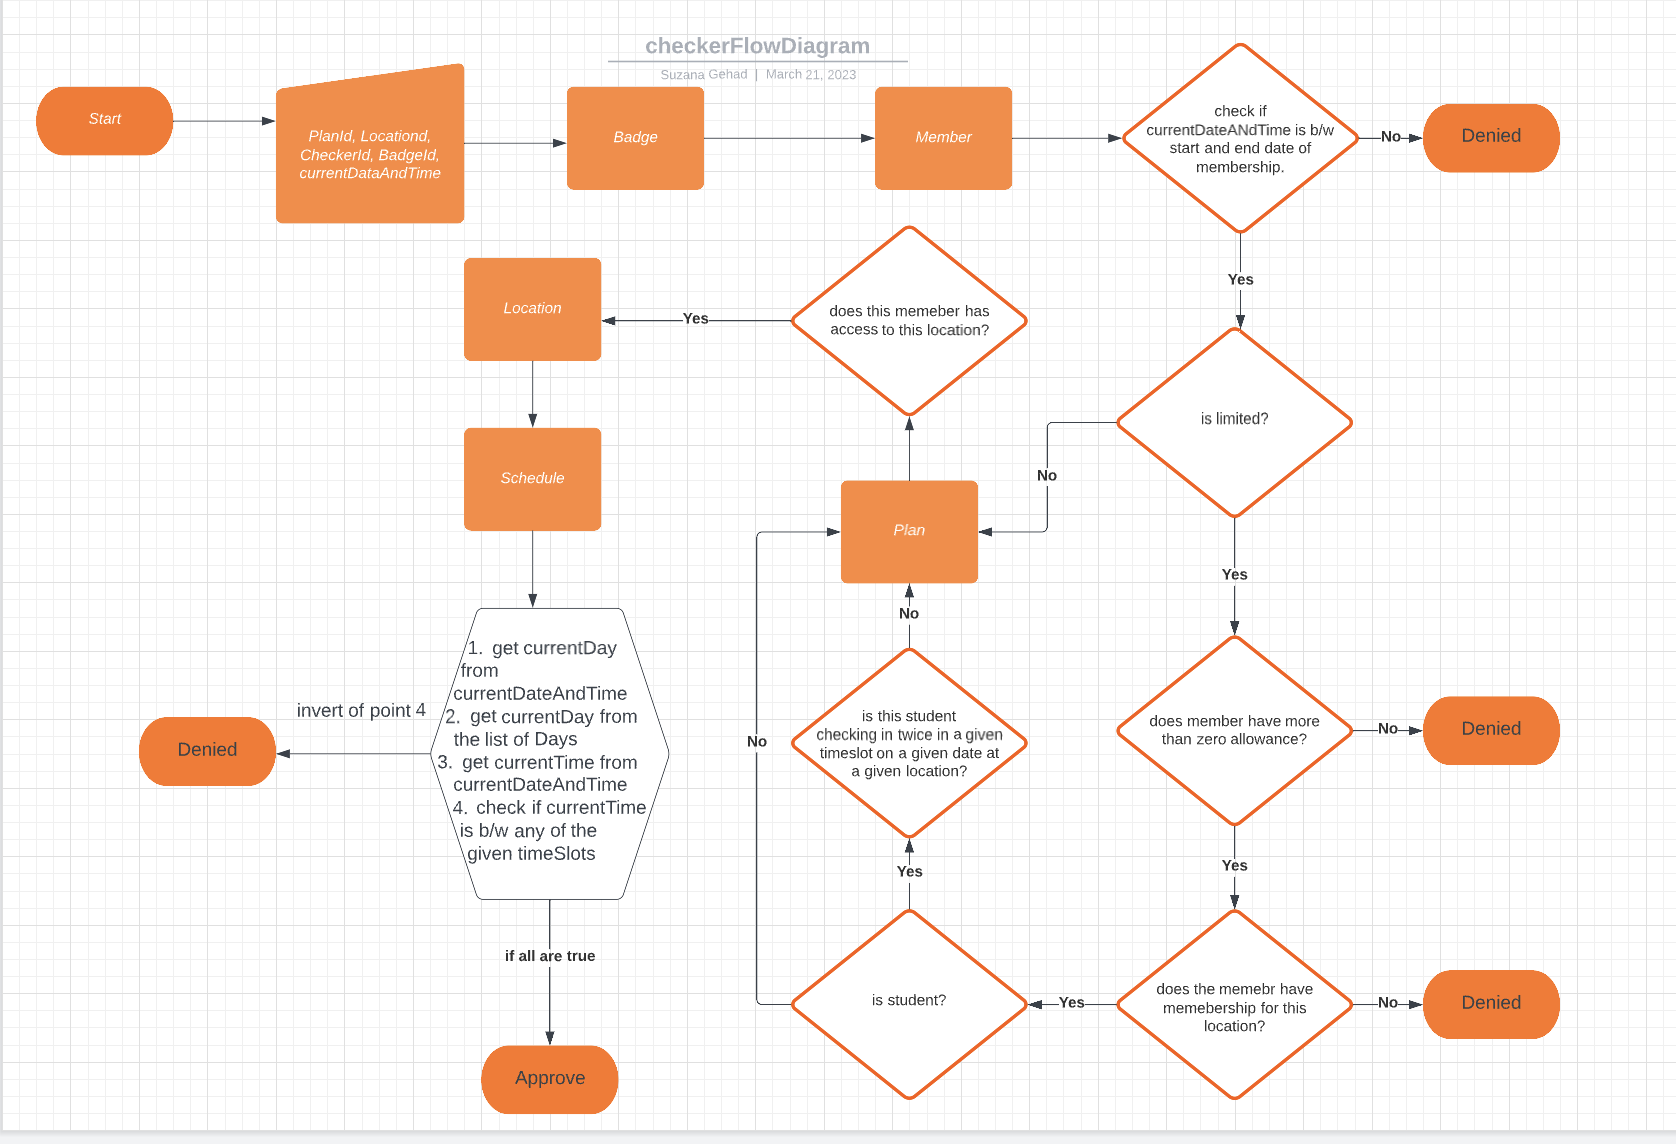 checkerFlowDiagram
Suzana Gehad | March 21, 2023
Start
PlanId, Locationd,
CheckerId, BadgeId,
currentDataAndTime
Badge
Member
check if
currentDateANdTime is b/w
start and end date of
membership.
No
Denied
Yes
Location
Yes
does this memeber has
access to this location?
is limited?
No
Schedule
Plan
Yes
No
1. get currentDay
from
currentDateAndTime
2. get currentDay from
the list of Days
3. get currentTime from
currentDateAndTime
4. check if currentTime
is b/w any of the
given timeSlots
invert of point 4
Denied
No
is this student
checking in twice in a given
timeslot on a given date at
a given location?
does member have more
than zero allowance?
No
Denied
Yes
Yes
if all are true
is student?
Yes
does the memebr have
memebership for this
location?
No
Denied
Approve